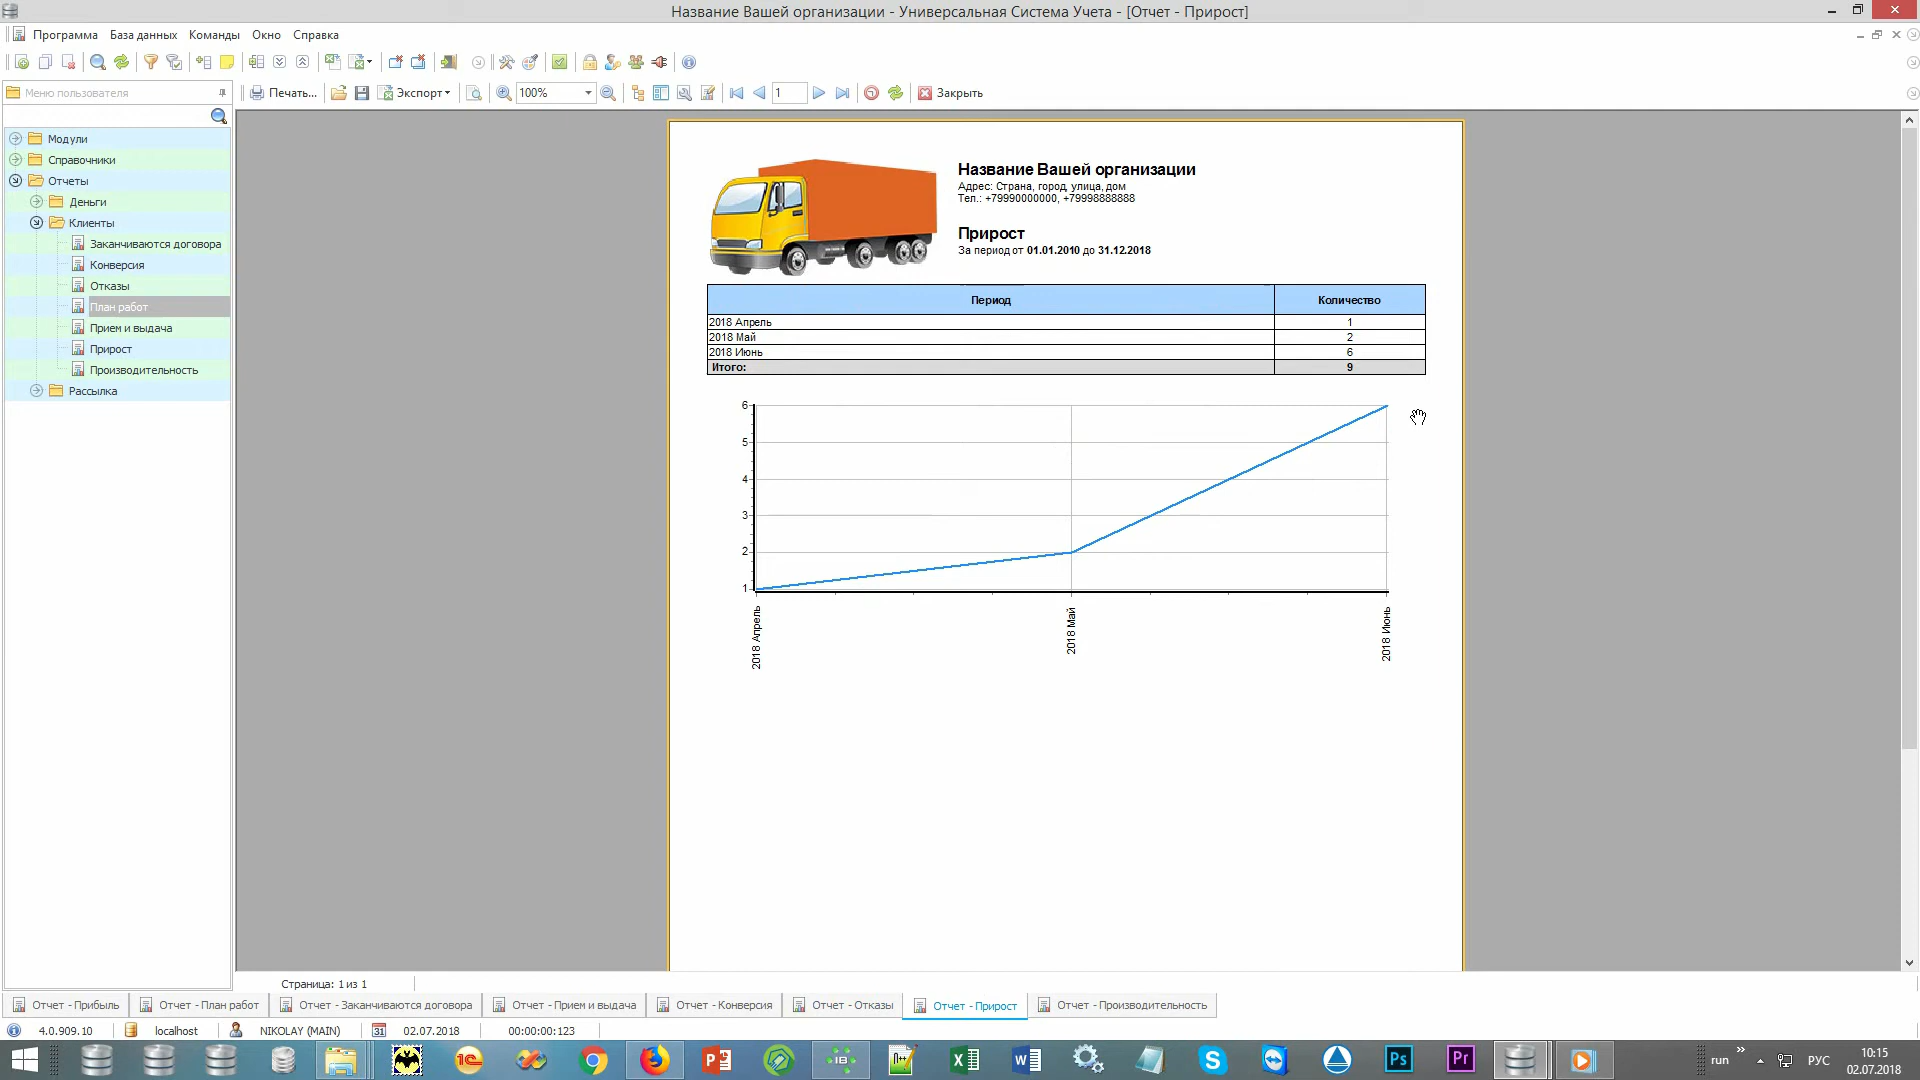 Название Вашей организации - Универсальная Система Учета - [Отчет - Прирост]
Программа База данных Команды Окно Справка
Меню пользователя
Печать... Экспорт 100% 1 Закрыть
Модули
Справочники
Отчеты
Деньги
Клиенты
Заканчиваются договора
Конверсия
Отказы
План работ
Прием и выдача
Прирост
Производительность
Рассылка
Название Вашей организации
Адрес: Страна, город, улица, дом
Тел.: +79990000000, +79998888888
Прирост
За период от 01.01.2010 до 31.12.2018
Период Количество
2018 Апрель 1
2018 Май 2
2018 Июнь 6
Итого: 9
6
5
4
3
2
1
2018 Апрель
2018 Май
2018 Июнь
Страница: 1 из 1
Отчет - Прибыль Отчет - План работ Отчет - Заканчиваются договора Отчет - Прием и выдача Отчет - Конверсия Отчет - Отказы Отчет - Прирост Отчет - Производительность
4.0.909.10 localhost NIKOLAY (MAIN) 31 02.07.2018 00:00:00:123
run РУС 10:15
02.07.2018